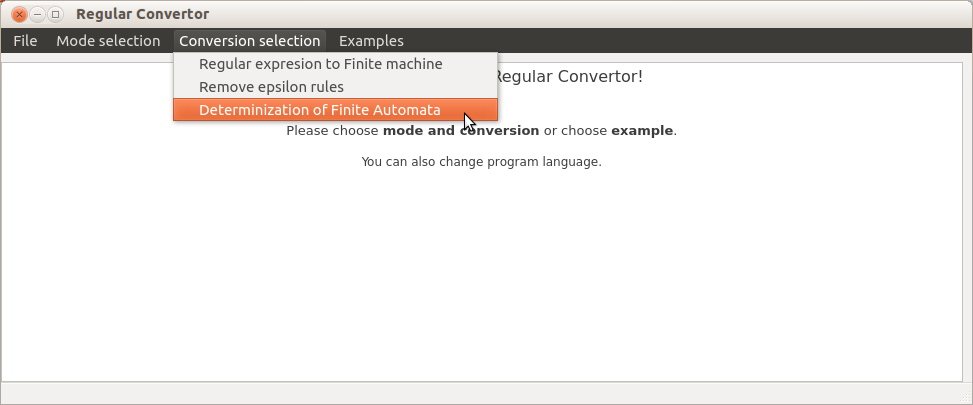 Regular Convertor
File Mode selection Conversion selection Examples
Regular expresion to Finite machine
Regular Convertor!
Remove epsilon rules
Determinization of Finite Automata
Please choose mode and conversion or choose example.
You can also change program language.